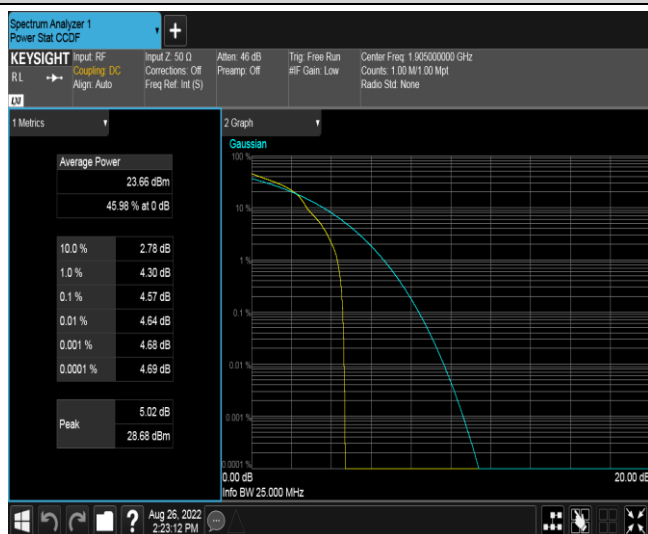 Spectrum Analyzer 1
Power Stat CCDF
+
KEYSIGHT
RL
LXI
Input: RF
Coupling: DC
Align: Auto
Input Z: 50 Ω
Corrections: Off
Freq Ref: Int (S)
Atten: 46 dB
Preamp: Off
Trig: Free Run
#IF Gain: Low
Center Freq: 1.905000000 GHz
Counts: 1.00 M/1.00 Mpt
Radio Std: None
1 Metrics
Average Power
23.66 dBm
45.98 % at 0 dB
10.0 % 2.78 dB
1.0 % 4.30 dB
0.1 % 4.57 dB
0.01 % 4.64 dB
0.001 % 4.68 dB
0.0001 % 4.69 dB
Peak
5.02 dB
28.68 dBm
2 Graph
Gaussian
100 %
10 %
1 %
0.1 %
0.01 %
0.001 %
0.0001 %
0.00 dB 20.00 dB
Info BW 25.000 MHz
?
Aug 26, 2022
2:23:12 PM